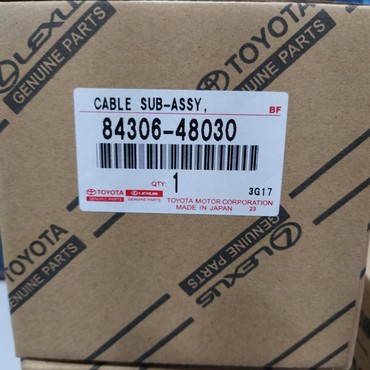 LEXUS
GENUINE PARTS
TOYOTA
GENUINE PARTS
CABLE SUB-ASSY,
BF
84306-48030
QTY: 1
3G17
TOYOTA LEXUS
GENUINE PARTS GENUINE PARTS
TOYOTA MOTOR CORPORATION
MADE IN JAPAN 23
TOYOTA
GENUINE PARTS
LEXUS
GENUINE PARTS